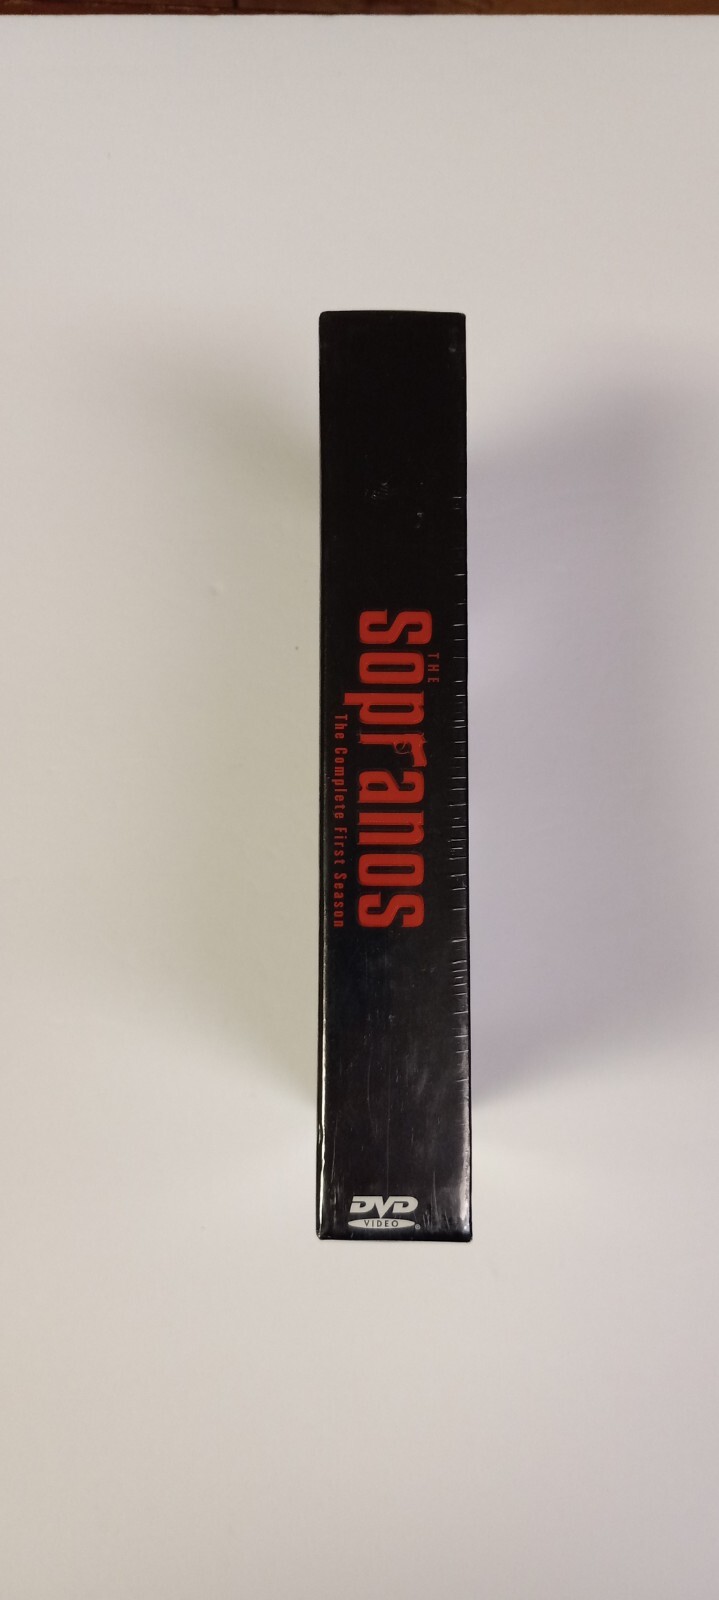 THE
Sopranos
The Complete First Season
DVD
VIDEO